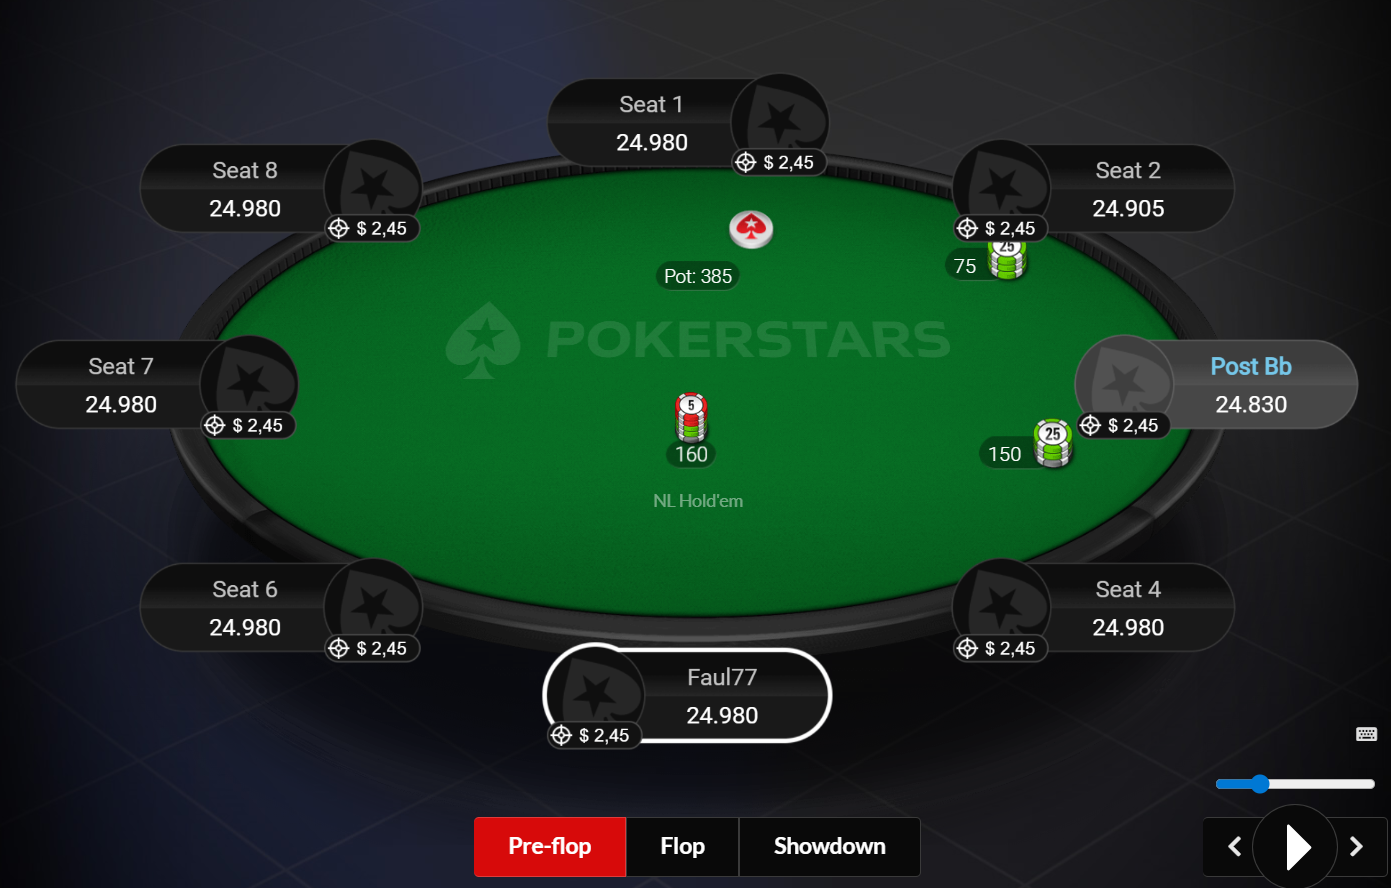 Seat 1
24.980
$ 2,45
Seat 8
24.980
$ 2,45
Seat 2
24.905
$ 2,45
25
75
Pot: 385
POKERSTARS
Seat 7
24.980
$ 2,45
Post Bb
24.830
$ 2,45
5
160
25
150
NL Hold'em
Seat 6
24.980
$ 2,45
Seat 4
24.980
$ 2,45
Faul77
24.980
$ 2,45
Pre-flop
Flop
Showdown